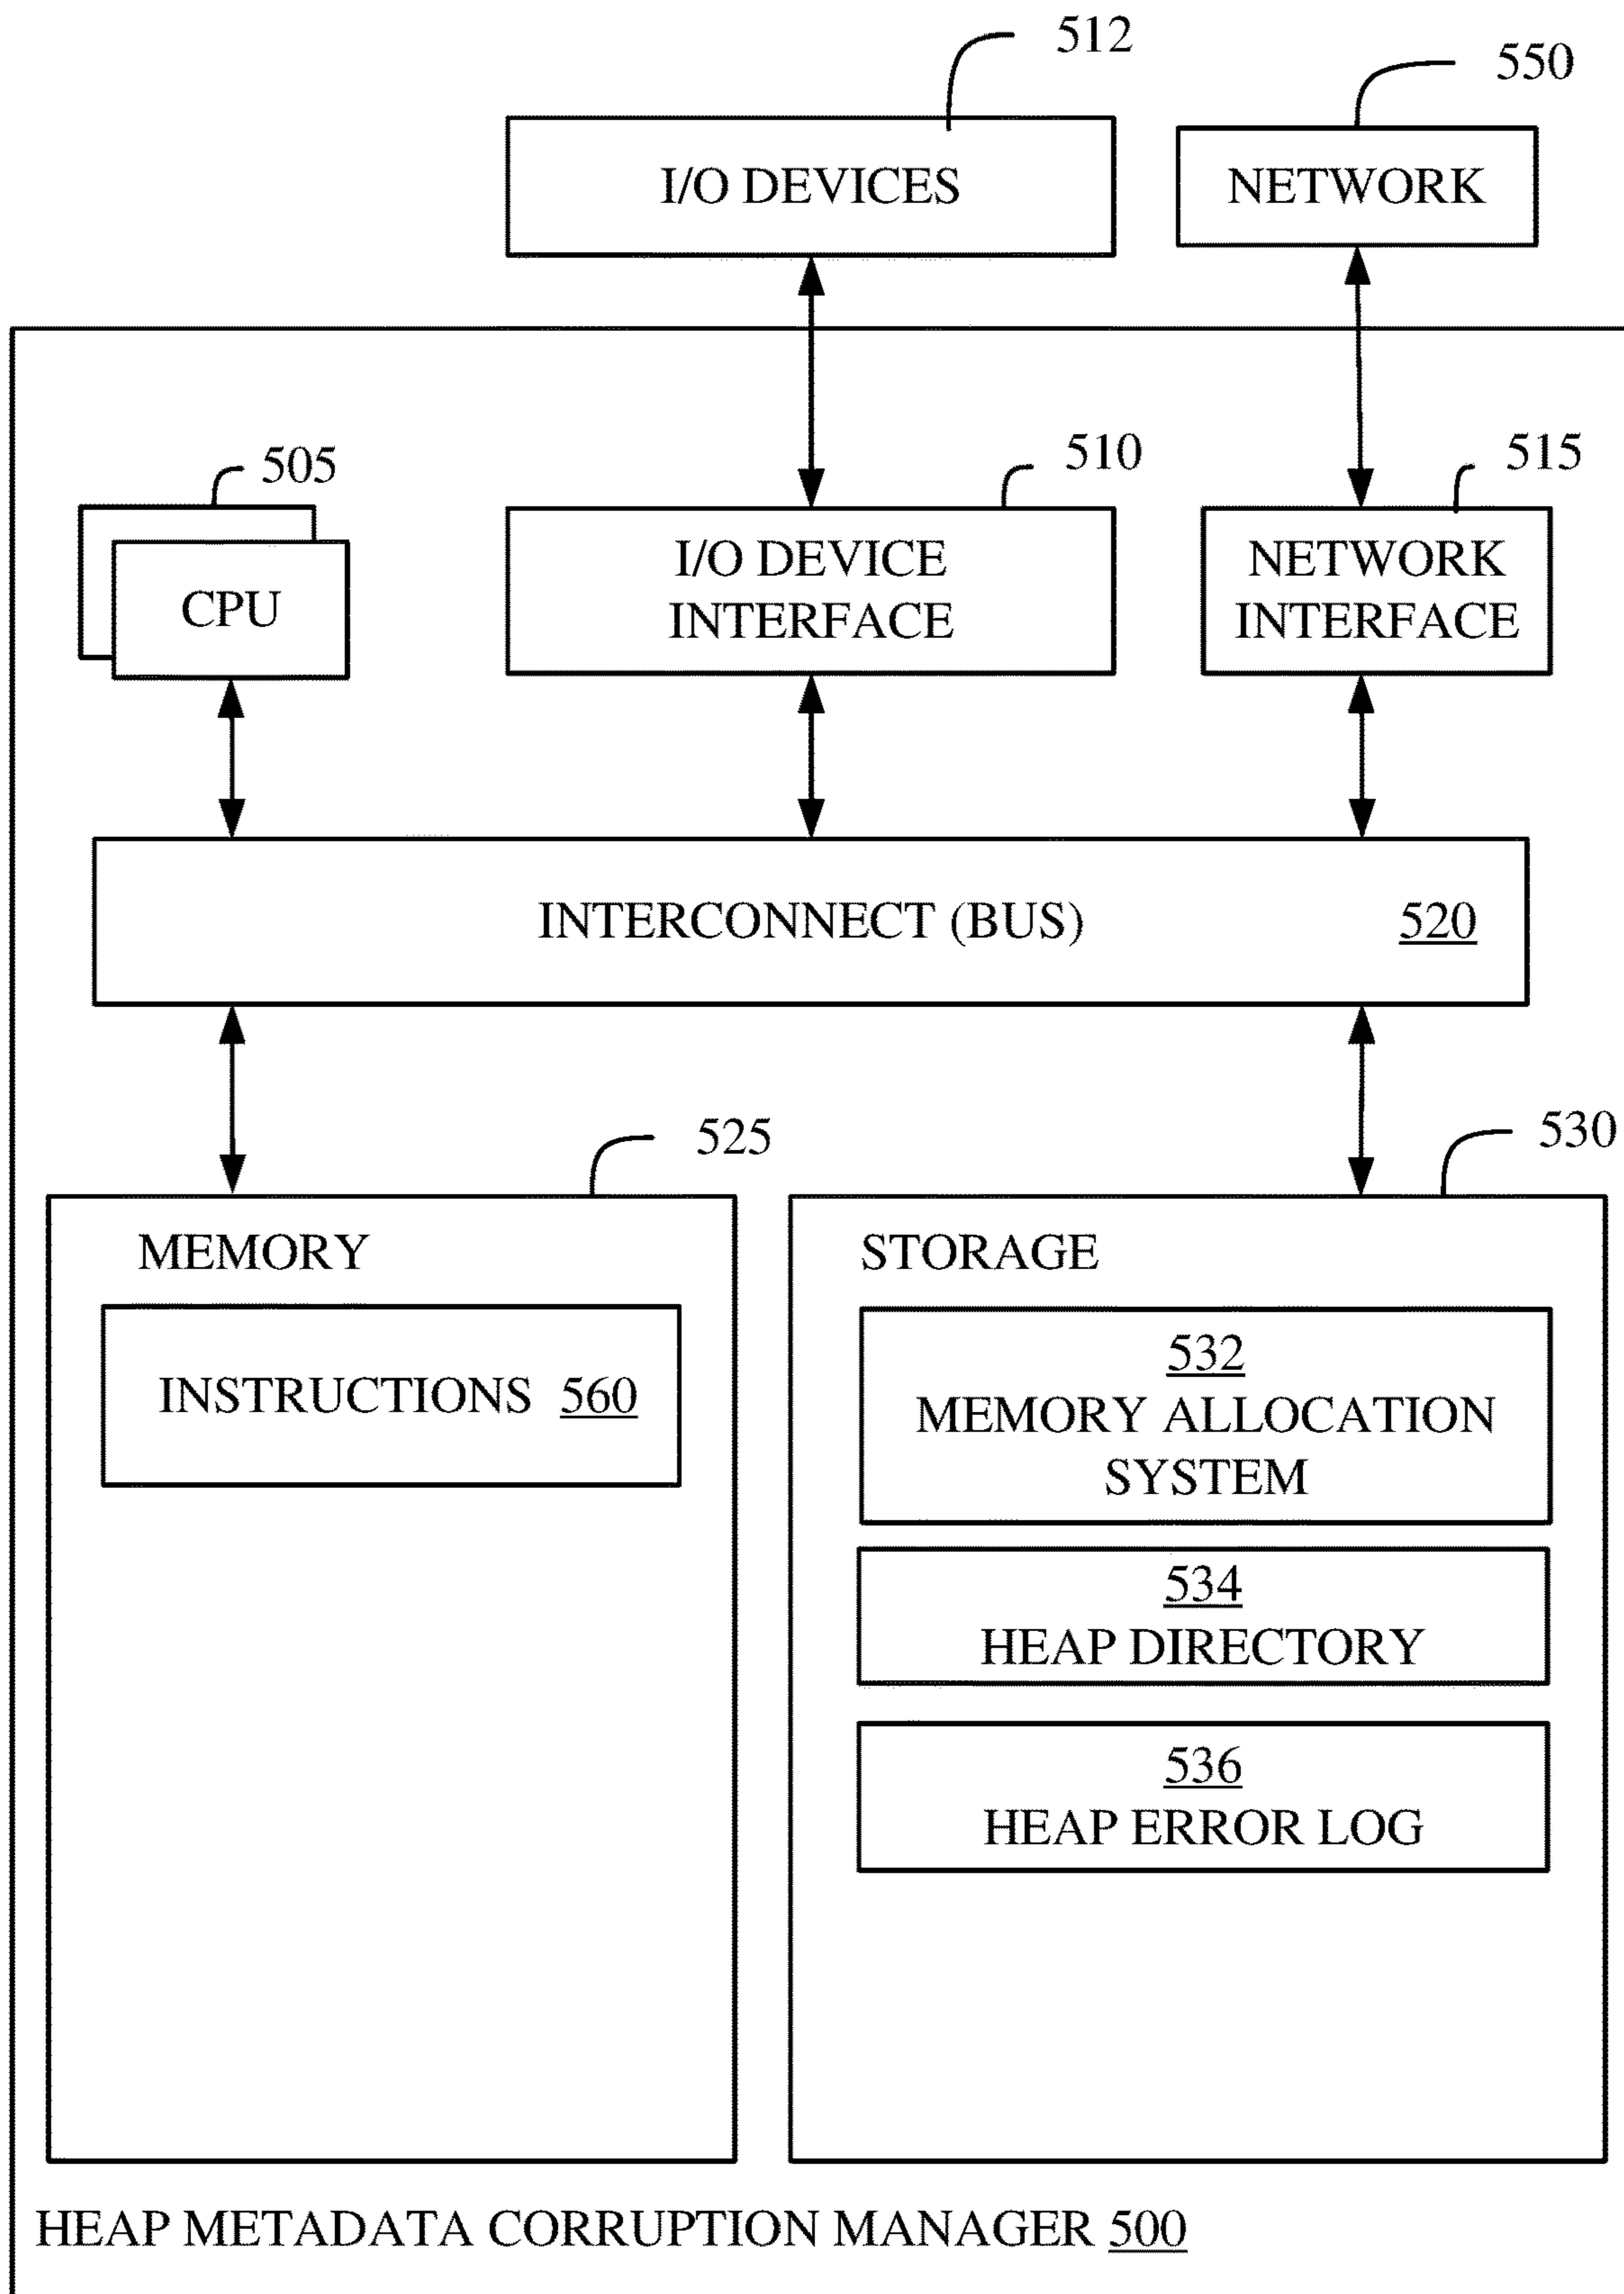 512
550
I/O DEVICES
NETWORK
505
510
515
CPU
I/O DEVICE
INTERFACE
NETWORK
INTERFACE
INTERCONNECT (BUS) 520
525
530
MEMORY
INSTRUCTIONS 560
STORAGE
532
MEMORY ALLOCATION
SYSTEM
534
HEAP DIRECTORY
536
HEAP ERROR LOG
HEAP METADATA CORRUPTION MANAGER 500